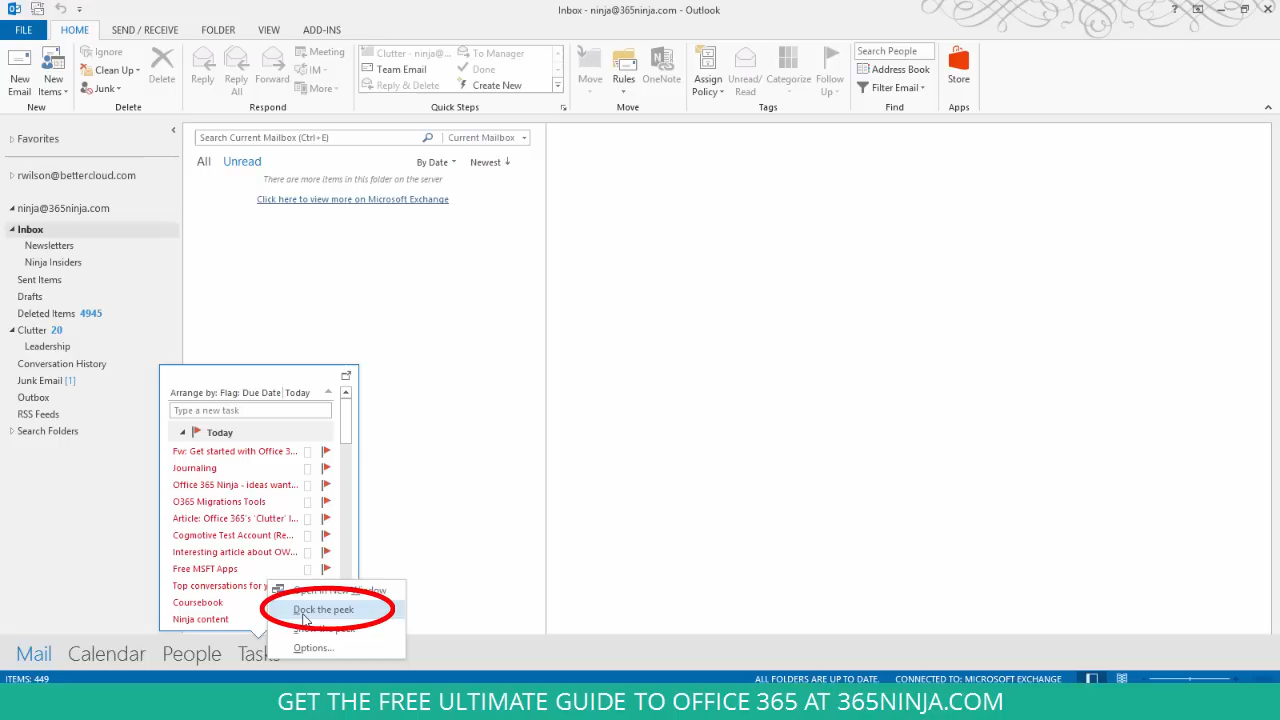 Inbox - ninja@365ninja.com - Outlook
?
FILE HOME SEND / RECEIVE FOLDER VIEW ADD-INS
New Email
New Items
New
Ignore
Clean Up
Junk
Delete
Delete
Reply
Reply All
Forward
Meeting
IM
More
Respond
Clutter - ninja@...
Team Email
Reply & Delete
To Manager
Done
Create New
Quick Steps
Move
Rules
OneNote
Move
Assign Policy
Unread/ Read
Categorize
Follow Up
Tags
Search People
Address Book
Filter Email
Find
Store
Apps
Favorites
rwilson@bettercloud.com
ninja@365ninja.com
Inbox
Newsletters
Ninja Insiders
Sent Items
Drafts
Deleted Items 4945
Clutter 20
Leadership
Conversation History
Junk Email [1]
Outbox
RSS Feeds
Search Folders
Search Current Mailbox (Ctrl+E) Current Mailbox
All Unread By Date Newest
There are more items in this folder on the server
Click here to view more on Microsoft Exchange
Arrange by: Flag: Due Date Today
Type a new task
Today
Fw: Get started with Office 3...
Journaling
Office 365 Ninja - ideas want...
O365 Migrations Tools
Article: Office 365's 'Clutter' I...
Cogmotive Test Account (Re...
Interesting article about OW...
Free MSFT Apps
Top conversations for y
Coursebook
Ninja content
Open in New Window
Dock the peek
Options...
Mail Calendar People Tasks
ITEMS: 449
ALL FOLDERS ARE UP TO DATE. CONNECTED TO: MICROSOFT EXCHANGE
GET THE FREE ULTIMATE GUIDE TO OFFICE 365 AT 365NINJA.COM